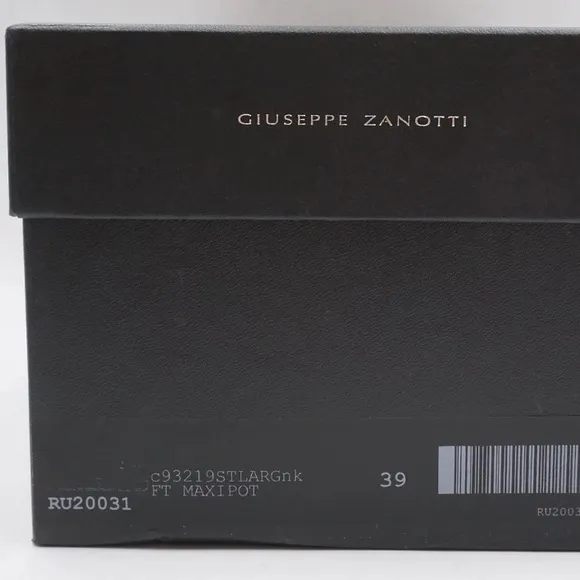 GIUSEPPE ZANOTTI
c93219STLARGnk
FT MAXIPOT
39
RU20031